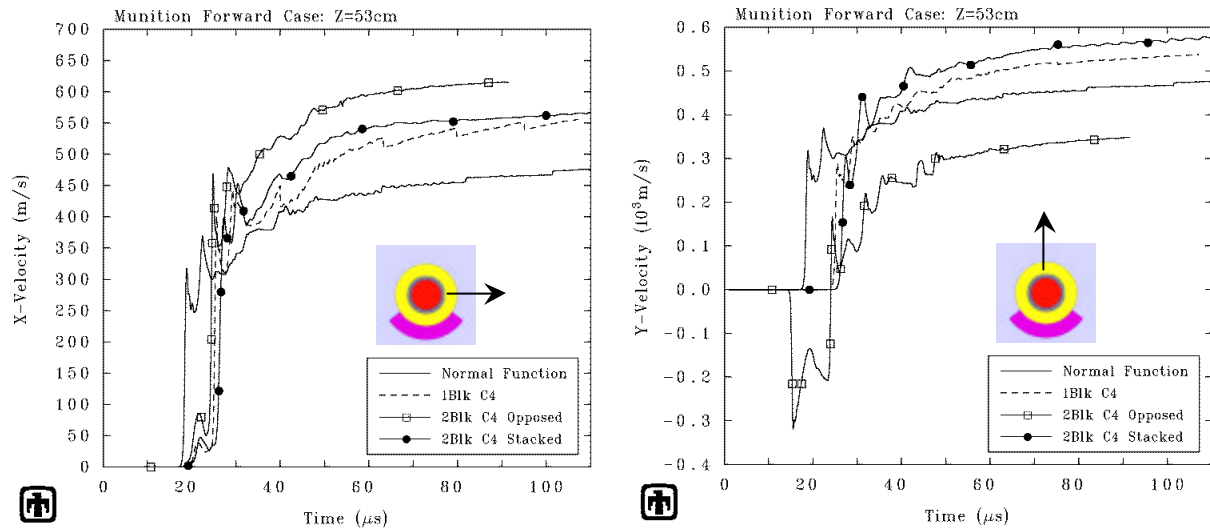 Munition Forward Case: Z=53cm
700
650
600
550
500
450
400
350
300
250
200
150
100
50
0
X-Velocity (m/s)
0 20 40 60 80 100
Time (μs)
Normal Function
1Blk C4
2Blk C4 Opposed
2Blk C4 Stacked
Munition Forward Case: Z=53cm
0.6
0.5
0.4
0.3
0.2
0.1
0.0
-0.1
-0.2
-0.3
-0.4
Y-Velocity (10³m/s)
0 20 40 60 80 100
Time (μs)
Normal Function
1Blk C4
2Blk C4 Opposed
2Blk C4 Stacked